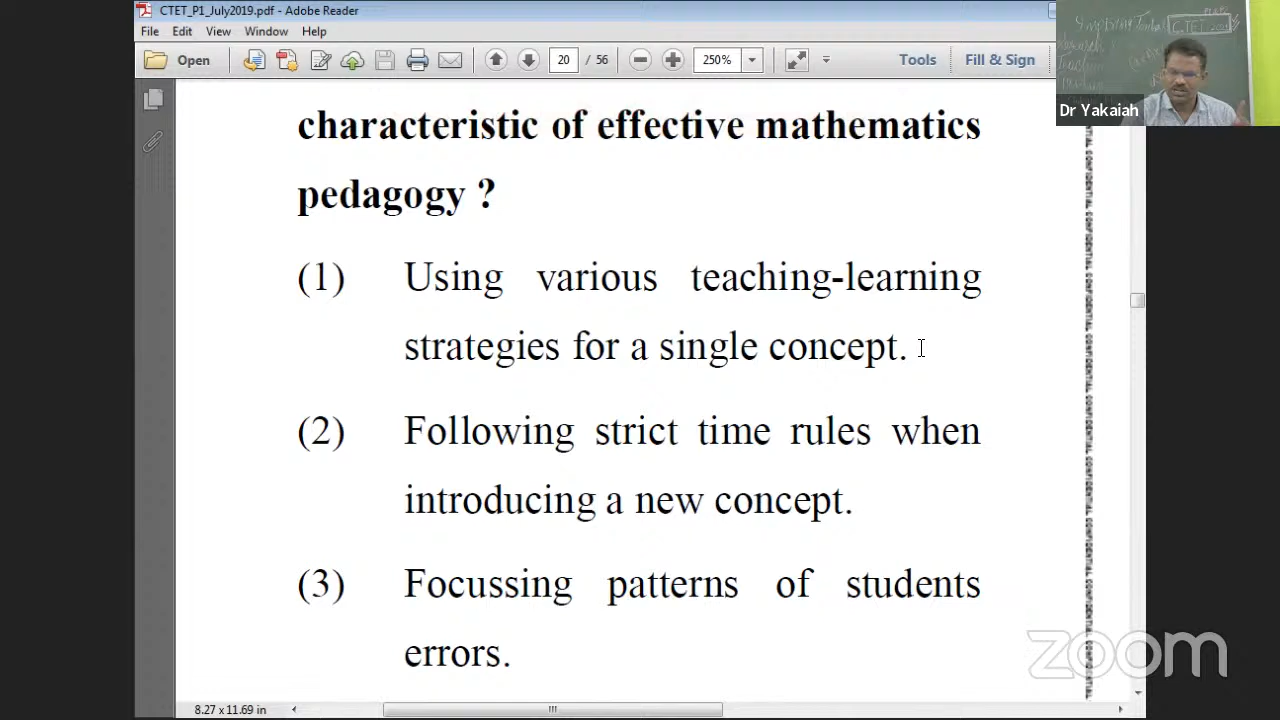 CTET_P1_July2019.pdf - Adobe Reader
File Edit View Window Help
Open 20 / 56 250% Tools Fill & Sign
Dr Yakaiah
characteristic of effective mathematics
pedagogy ?
(1) Using various teaching-learning
strategies for a single concept.
(2) Following strict time rules when
introducing a new concept.
(3) Focussing patterns of students
errors.
zoom
8.27 x 11.69 in